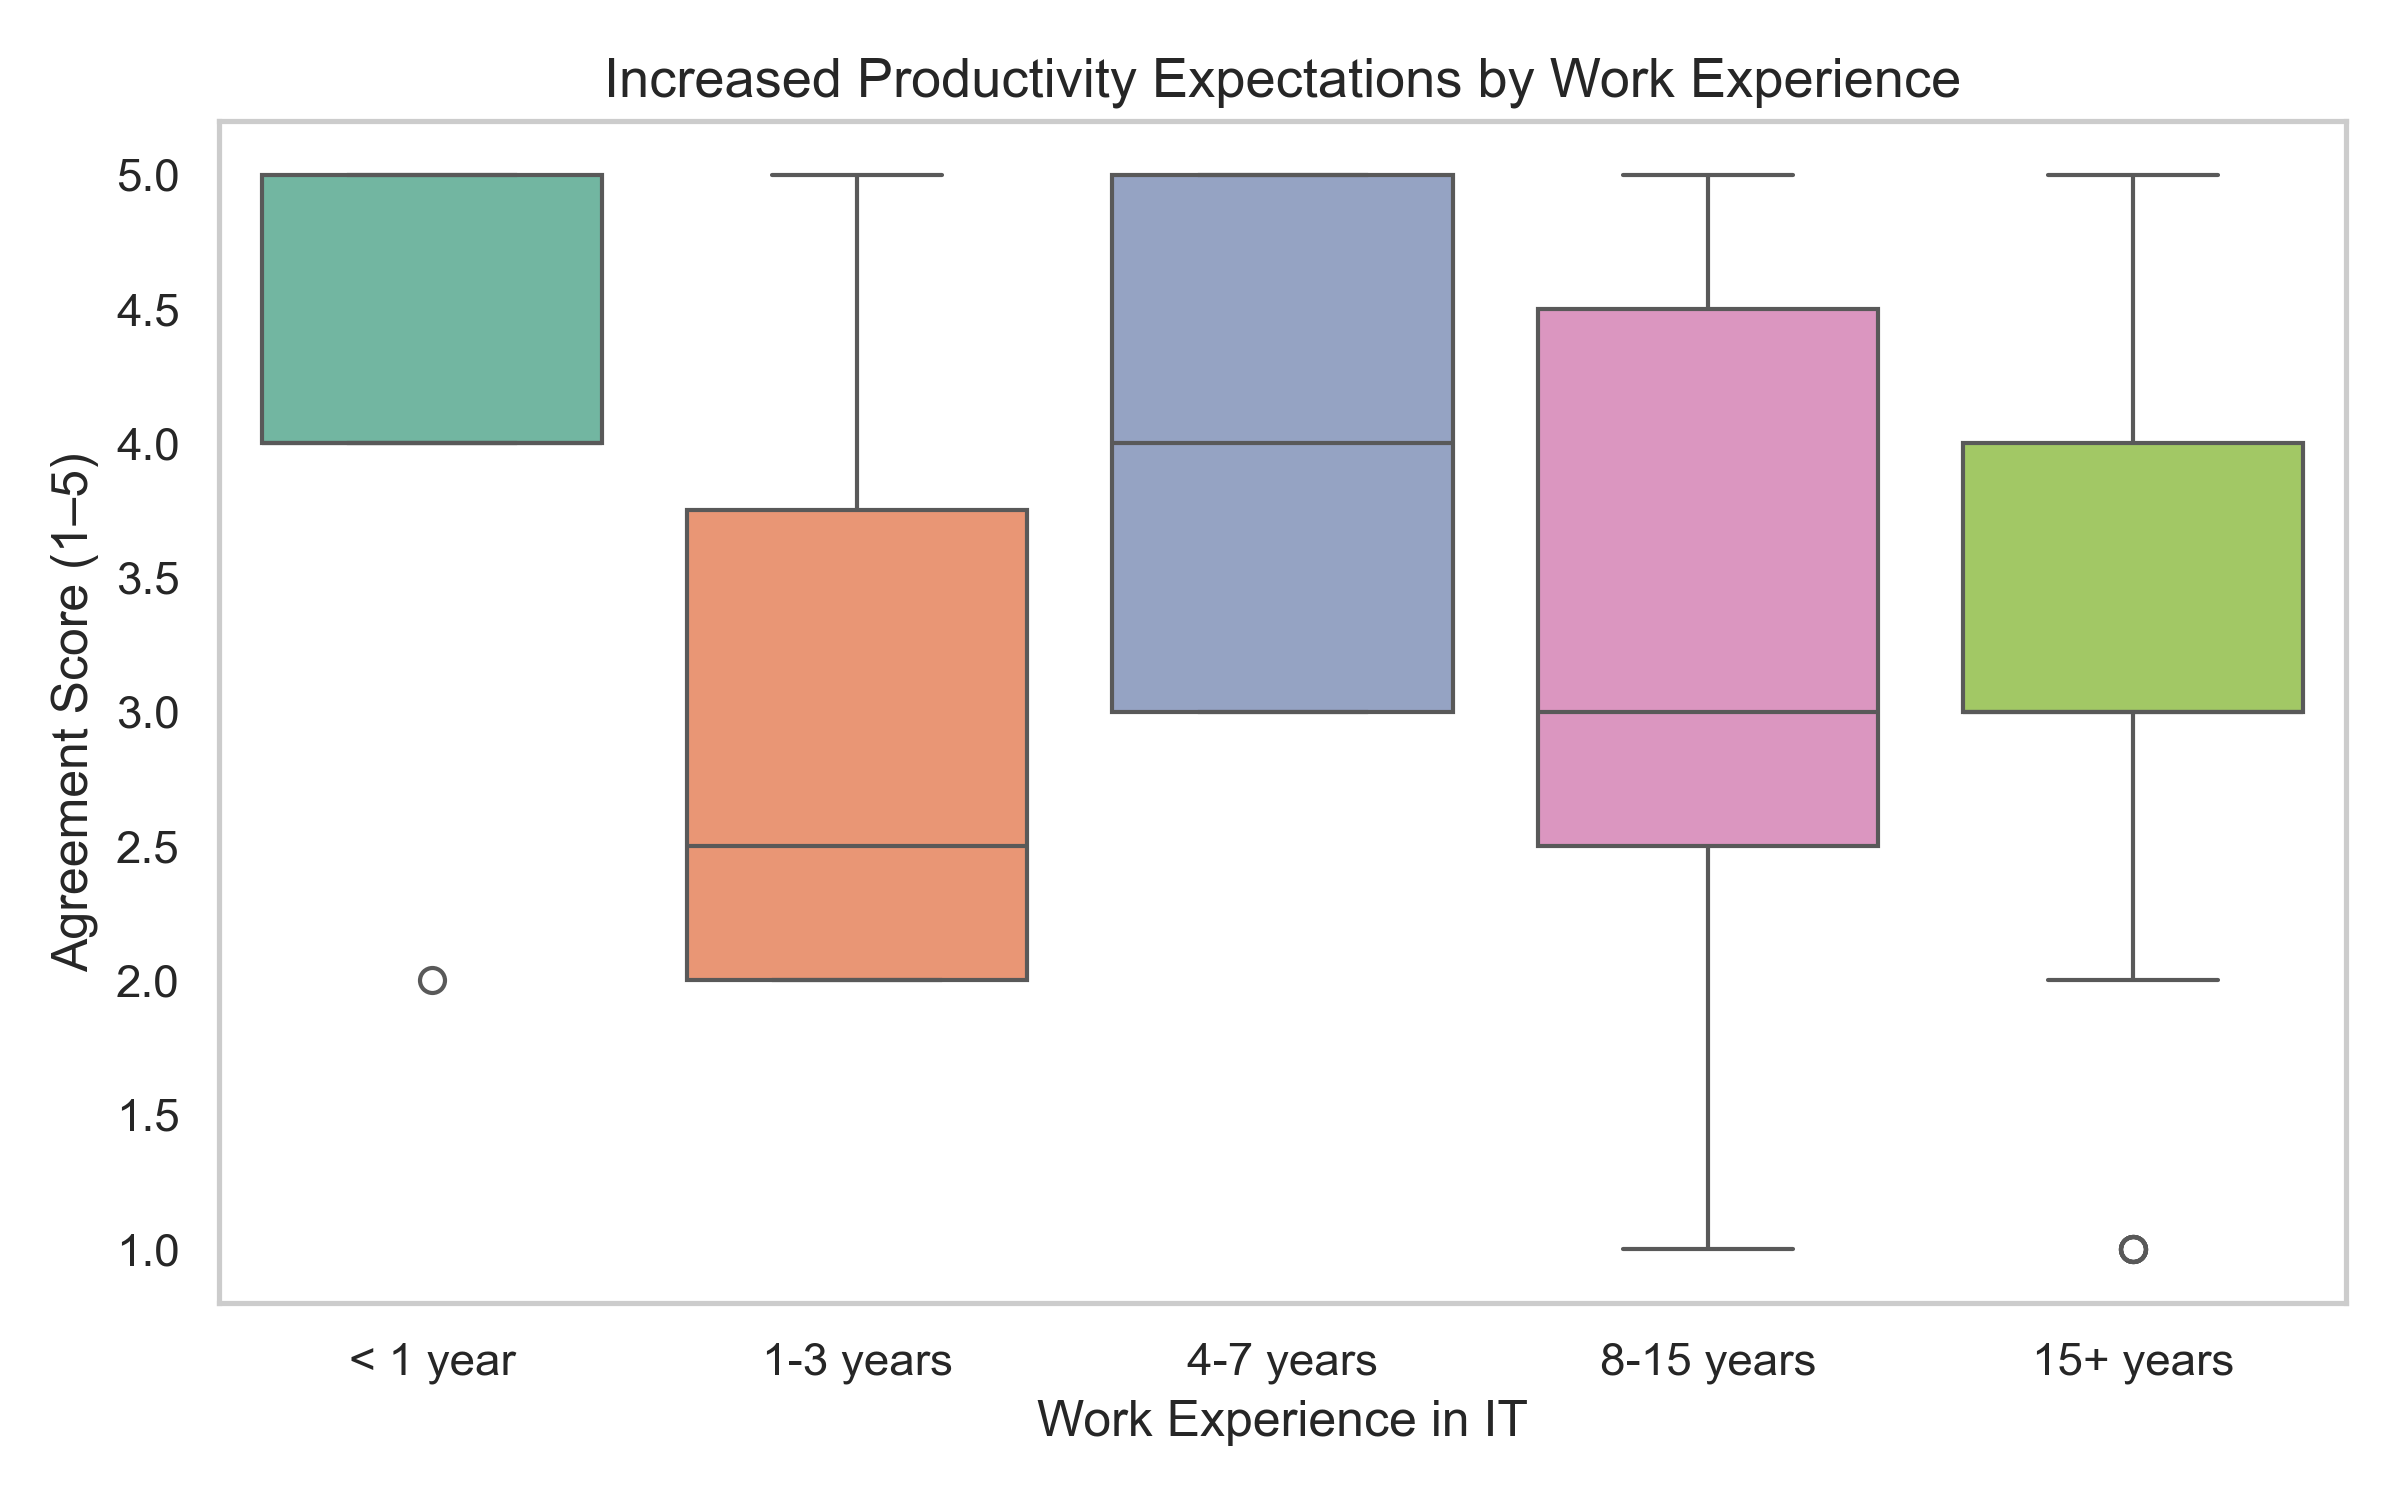 Increased Productivity Expectations by Work Experience
Agreement Score (1–5)
5.0
4.5
4.0
3.5
3.0
2.5
2.0
1.5
1.0
< 1 year
1-3 years
4-7 years
8-15 years
15+ years
Work Experience in IT